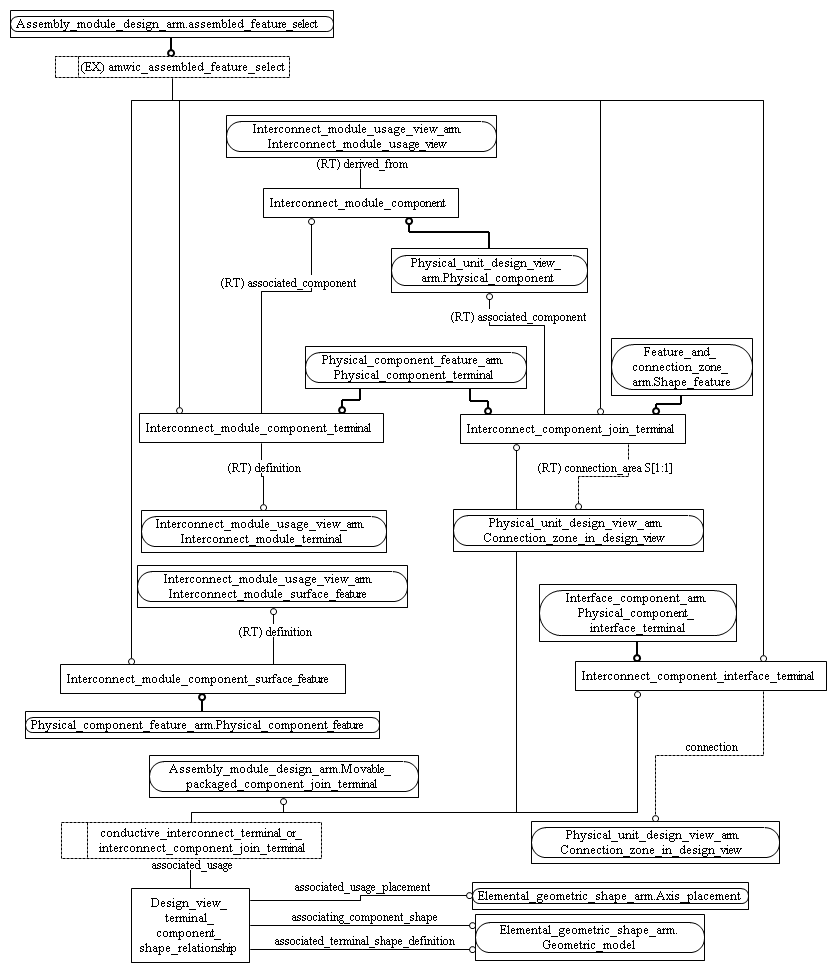 Assembly_module_design_arm.assembled_feature_select
(EX) amwic_assembled_feature_select
Interconnect_module_usage_view_arm.
Interconnect_module_usage_view
(RT) derived_from
Interconnect_module_component
Physical_unit_design_view_
arm.Physical_component
(RT) associated_component
(RT) associated_component
Physical_component_feature_arm.
Physical_component_terminal
Feature_and_
connection_zone_
arm.Shape_feature
Interconnect_module_component_terminal
Interconnect_component_join_terminal
(RT) definition
(RT) connection_area S[1:1]
Interconnect_module_usage_view_arm.
Interconnect_module_terminal
Physical_unit_design_view_arm.
Connection_zone_in_design_view
Interconnect_module_usage_view_arm.
Interconnect_module_surface_feature
Interface_component_arm.
Physical_component_
interface_terminal
(RT) definition
Interconnect_module_component_surface_feature
Interconnect_component_interface_terminal
Physical_component_feature_arm.Physical_component_feature
connection
Assembly_module_design_arm.Movable_
packaged_component_join_terminal
conductive_interconnect_terminal_or_
interconnect_component_join_terminal
Physical_unit_design_view_arm.
Connection_zone_in_design_view
associated_usage
Design_view_
terminal_
component_
shape_relationship
associated_usage_placement
Elemental_geometric_shape_arm.Axis_placement
associating_component_shape
associated_terminal_shape_definition
Elemental_geometric_shape_arm.
Geometric_model